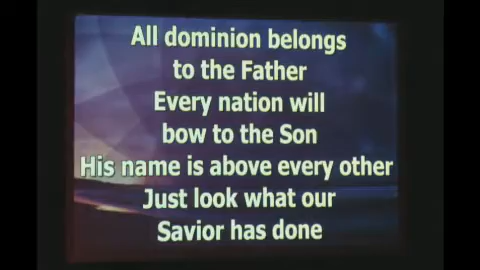 All dominion belongs
to the Father
Every nation will
bow to the Son
His name is above every other
Just look what our
Savior has done